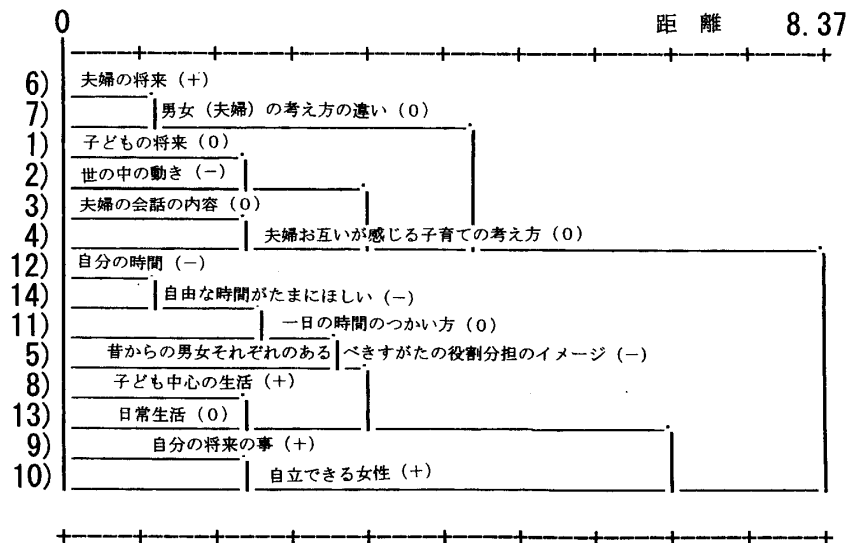 0 距離 8.37
6) 夫婦の将来（+）
7) 男女（夫婦）の考え方の違い（0）
1) 子どもの将来（0）
2) 世の中の動き（−）
3) 夫婦の会話の内容（0）
4) 夫婦お互いが感じる子育ての考え方（0）
12) 自分の時間（−）
14) 自由な時間がたまにほしい（−）
11) 一日の時間のつかい方（0）
5) 昔からの男女それぞれのあるべきすがたの役割分担のイメージ（−）
8) 子ども中心の生活（+）
13) 日常生活（0）
9) 自分の将来の事（+）
10) 自立できる女性（+）